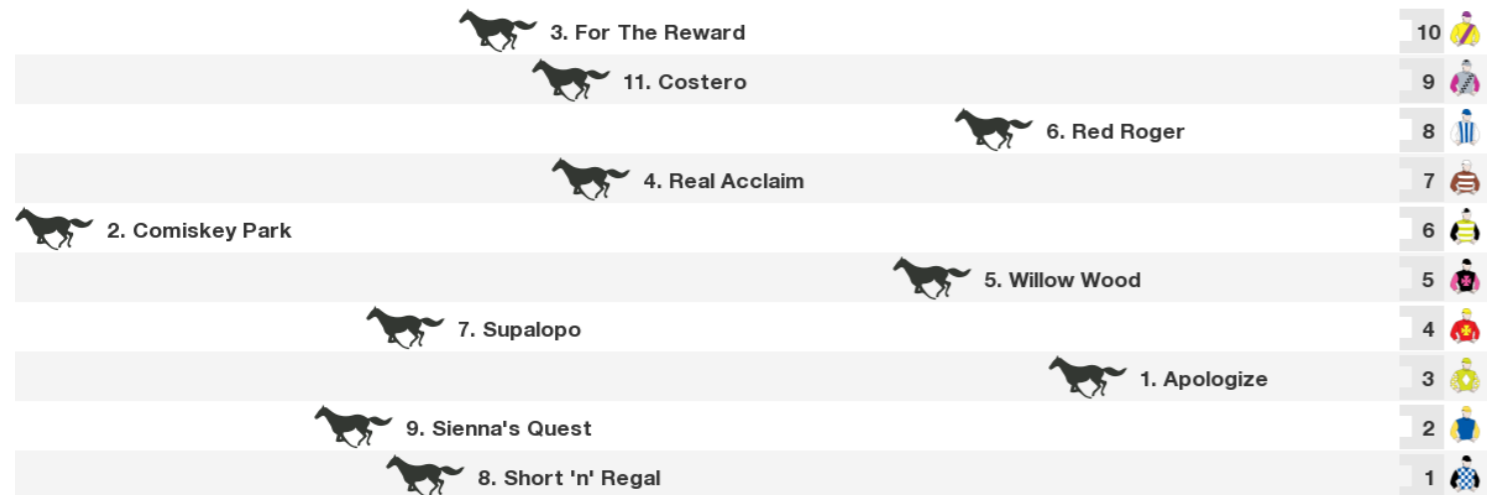 3. For The Reward 10
11. Costero 9
6. Red Roger 8
4. Real Acclaim 7
2. Comiskey Park 6
5. Willow Wood 5
7. Supalopo 4
1. Apologize 3
9. Sienna's Quest 2
8. Short 'n' Regal 1